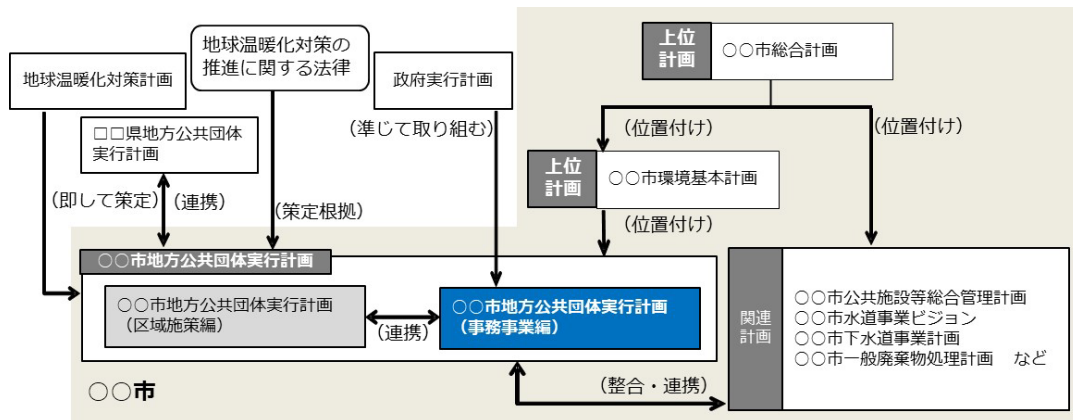 地球温暖化対策計画
地球温暖化対策の
推進に関する法律
政府実行計画
上位
計画
○○市総合計画
□□県地方公共団体
実行計画
（準じて取り組む）
（位置付け）
（位置付け）
上位
計画
○○市環境基本計画
（即して策定）
（連携）
（策定根拠）
（位置付け）
○○市地方公共団体実行計画
○○市地方公共団体実行計画
（区域施策編）
（連携）
○○市地方公共団体実行計画
（事務事業編）
関連
計画
○○市公共施設等総合管理計画
○○市水道事業ビジョン
○○市下水道事業計画
○○市一般廃棄物処理計画　など
（整合・連携）
○○市